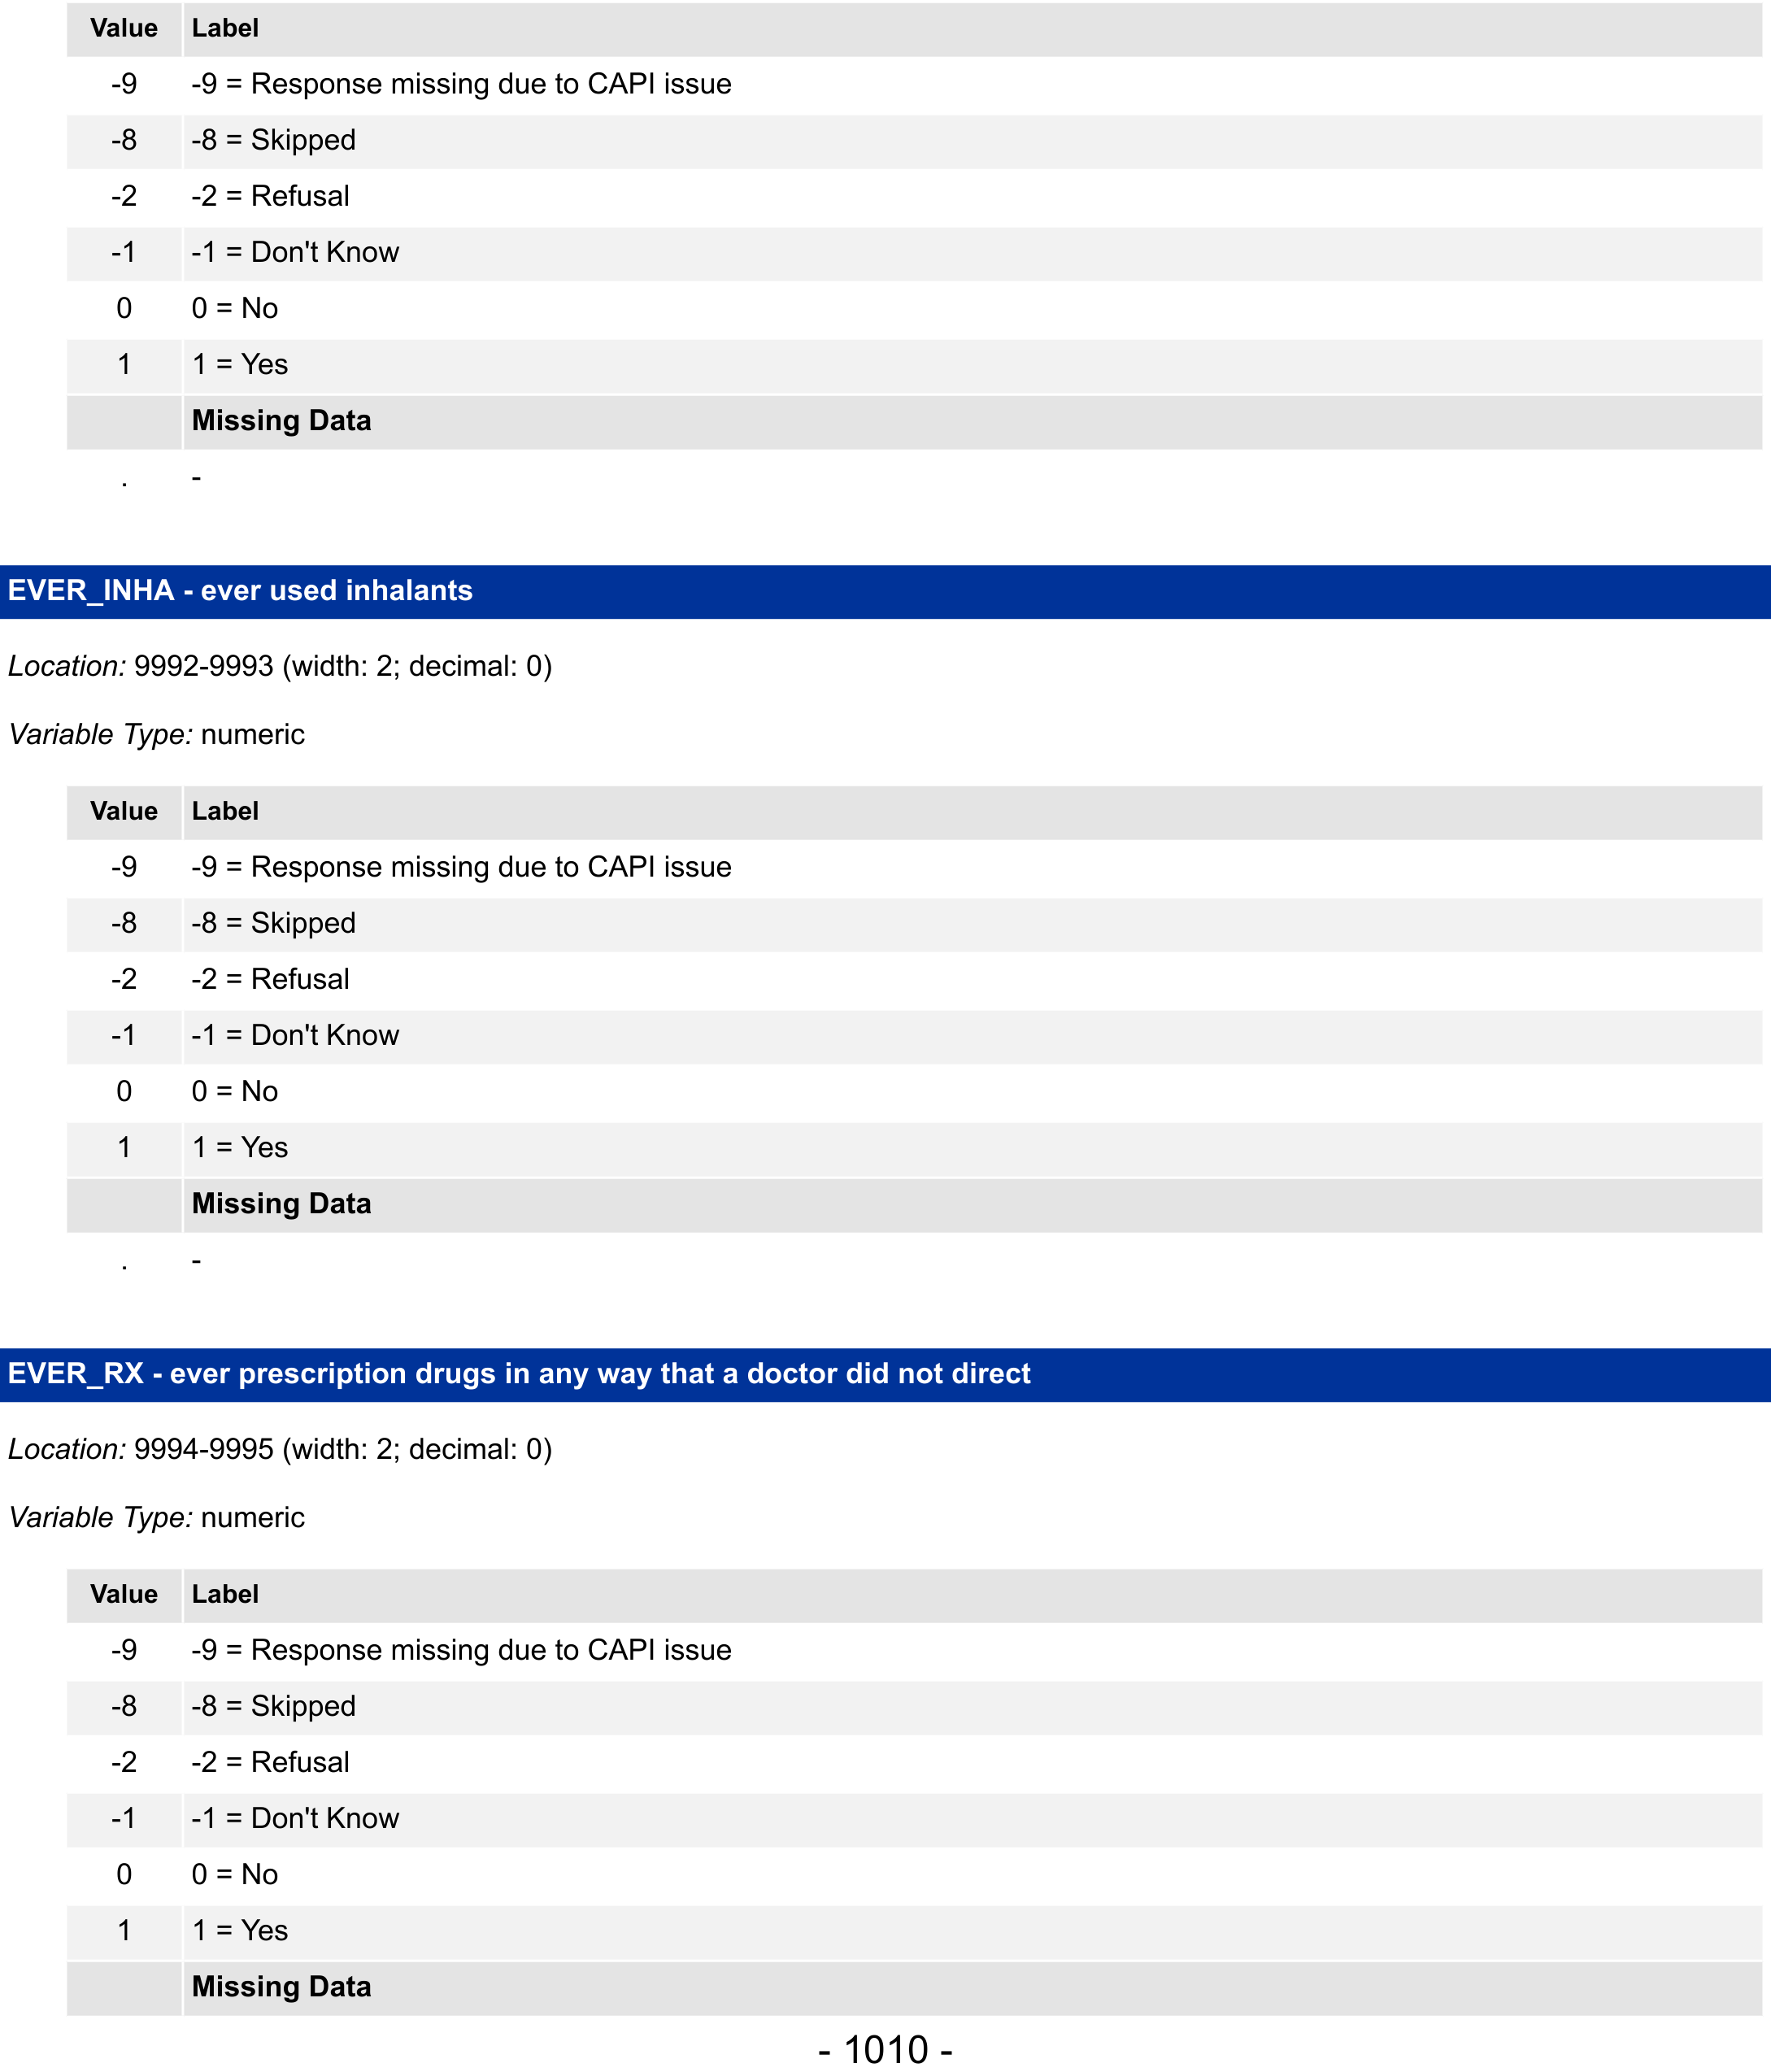 Value Label
-9 -9 = Response missing due to CAPI issue
-8 -8 = Skipped
-2 -2 = Refusal
-1 -1 = Don't Know
0 0 = No
1 1 = Yes
Missing Data
. -
EVER_INHA - ever used inhalants
Location: 9992-9993 (width: 2; decimal: 0)
Variable Type: numeric
Value Label
-9 -9 = Response missing due to CAPI issue
-8 -8 = Skipped
-2 -2 = Refusal
-1 -1 = Don't Know
0 0 = No
1 1 = Yes
Missing Data
. -
EVER_RX - ever prescription drugs in any way that a doctor did not direct
Location: 9994-9995 (width: 2; decimal: 0)
Variable Type: numeric
Value Label
-9 -9 = Response missing due to CAPI issue
-8 -8 = Skipped
-2 -2 = Refusal
-1 -1 = Don't Know
0 0 = No
1 1 = Yes
Missing Data
- 1010 -